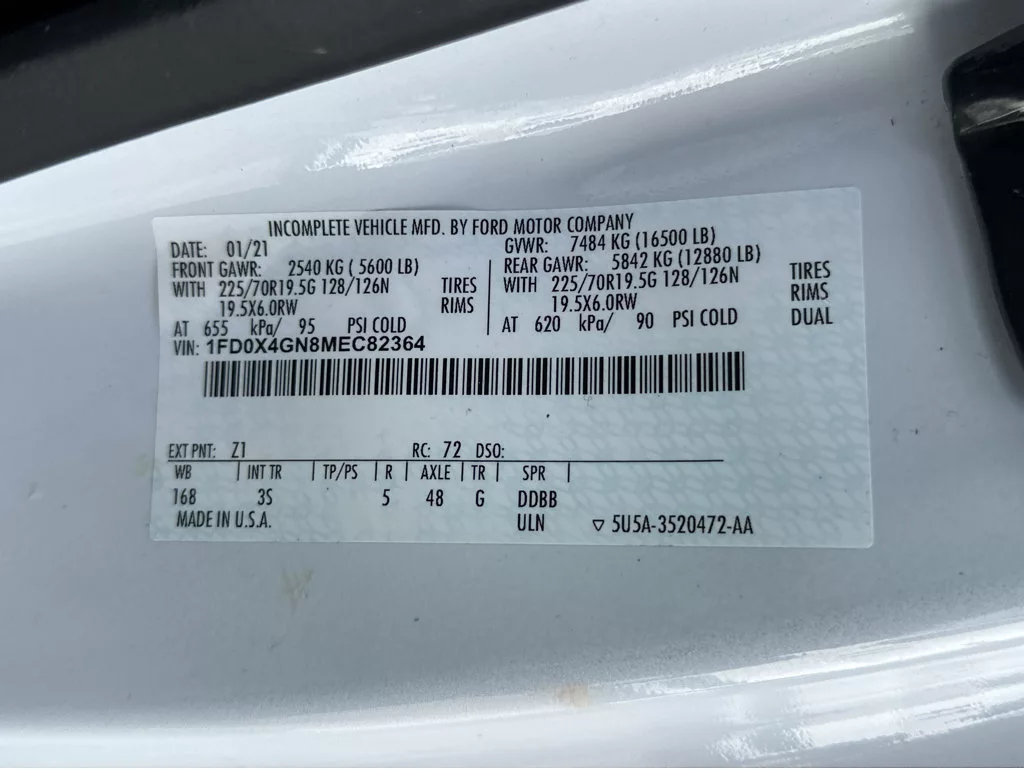 INCOMPLETE VEHICLE MFD. BY FORD MOTOR COMPANY
DATE: 01/21 GVWR: 7484 KG (16500 LB)
FRONT GAWR: 2540 KG ( 5600 LB) REAR GAWR: 5842 KG (12880 LB)
WITH 225/70R19.5G 128/126N TIRES WITH 225/70R19.5G 128/126N TIRES
19.5X6.0RW RIMS 19.5X6.0RW RIMS
AT 655 kPa/ 95 PSI COLD AT 620 kPa/ 90 PSI COLD DUAL
VIN: 1FD0X4GN8MEC82364
EXT PNT: Z1 RC: 72 DSO:
WB | INT TR | TP/PS | R | AXLE | TR | SPR |
168 3S 5 48 G DDBB
MADE IN U.S.A. ULN ▽ 5U5A-3520472-AA